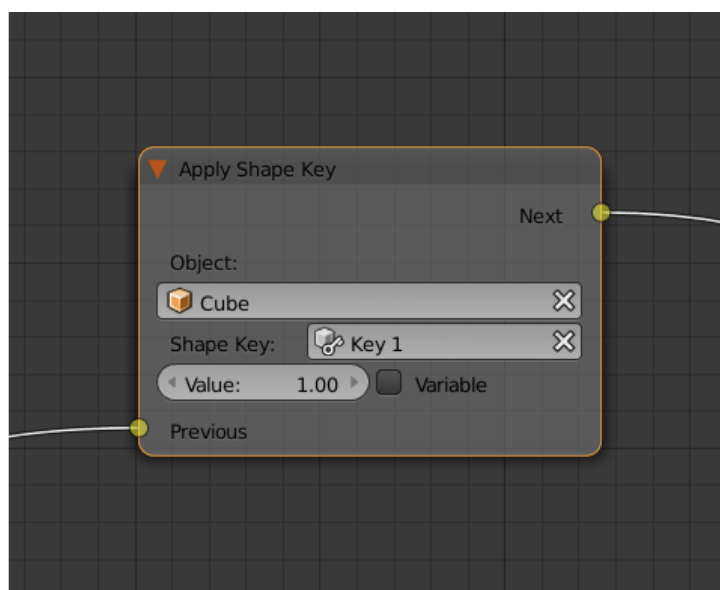 Apply Shape Key
Next
Object:
Cube
Shape Key: Key 1
Value: 1.00 Variable
Previous